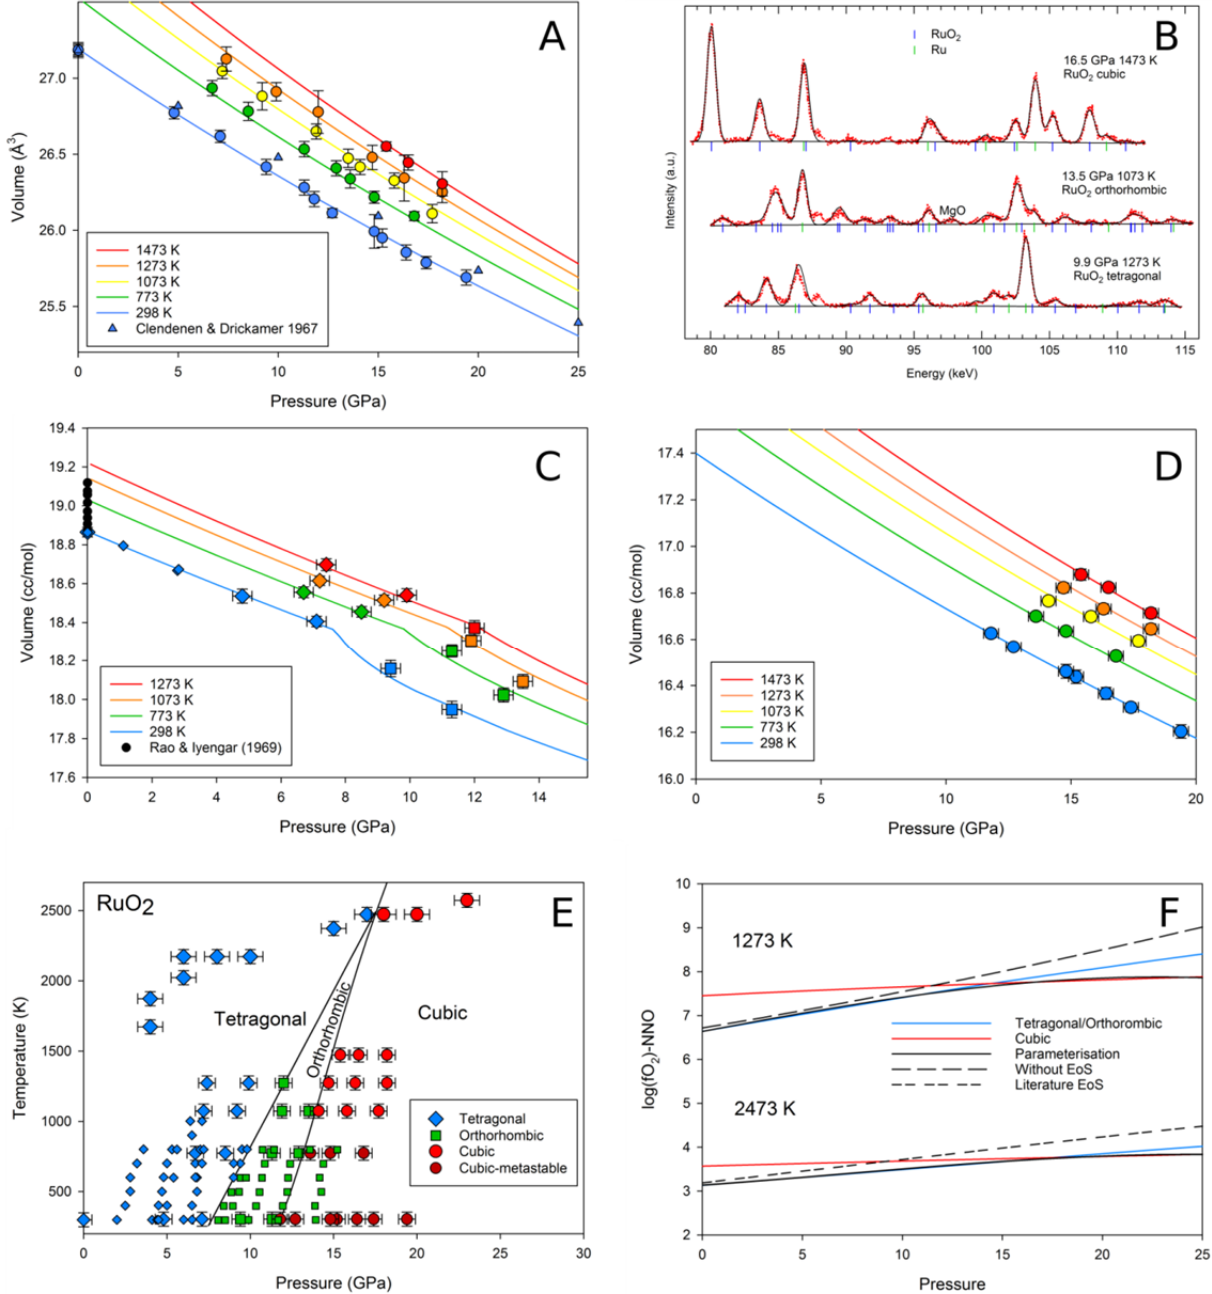 A
27.0
26.5
26.0
25.5
Volume (Å³)
1473 K
1273 K
1073 K
773 K
298 K
Clendenen & Drickamer 1967
0 5 10 15 20 25
Pressure (GPa)
B
RuO₂
Ru
16.5 GPa 1473 K
RuO₂ cubic
13.5 GPa 1073 K
RuO₂ orthorhombic
MgO
9.9 GPa 1273 K
RuO₂ tetragonal
Intensity (a.u.)
80 85 90 95 100 105 110 115
Energy (keV)
C
19.4
19.2
19.0
18.8
18.6
18.4
18.2
18.0
17.8
17.6
Volume (cc/mol)
1273 K
1073 K
773 K
298 K
Rao & Iyengar (1969)
0 2 4 6 8 10 12 14
Pressure (GPa)
D
17.4
17.2
17.0
16.8
16.6
16.4
16.2
16.0
Volume (cc/mol)
1473 K
1273 K
1073 K
773 K
298 K
0 5 10 15 20
Pressure (GPa)
E
RuO₂
2500
2000
1500
1000
500
Temperature (K)
Tetragonal
Orthorhombic
Cubic
Tetragonal
Orthorhombic
Cubic
Cubic-metastable
0 5 10 15 20 25 30
Pressure (GPa)
F
10
9
8
7
6
5
4
3
2
log(fO₂)-NNO
1273 K
Tetragonal/Orthorombic
Cubic
Parameterisation
Without EoS
Literature EoS
2473 K
0 5 10 15 20 25
Pressure